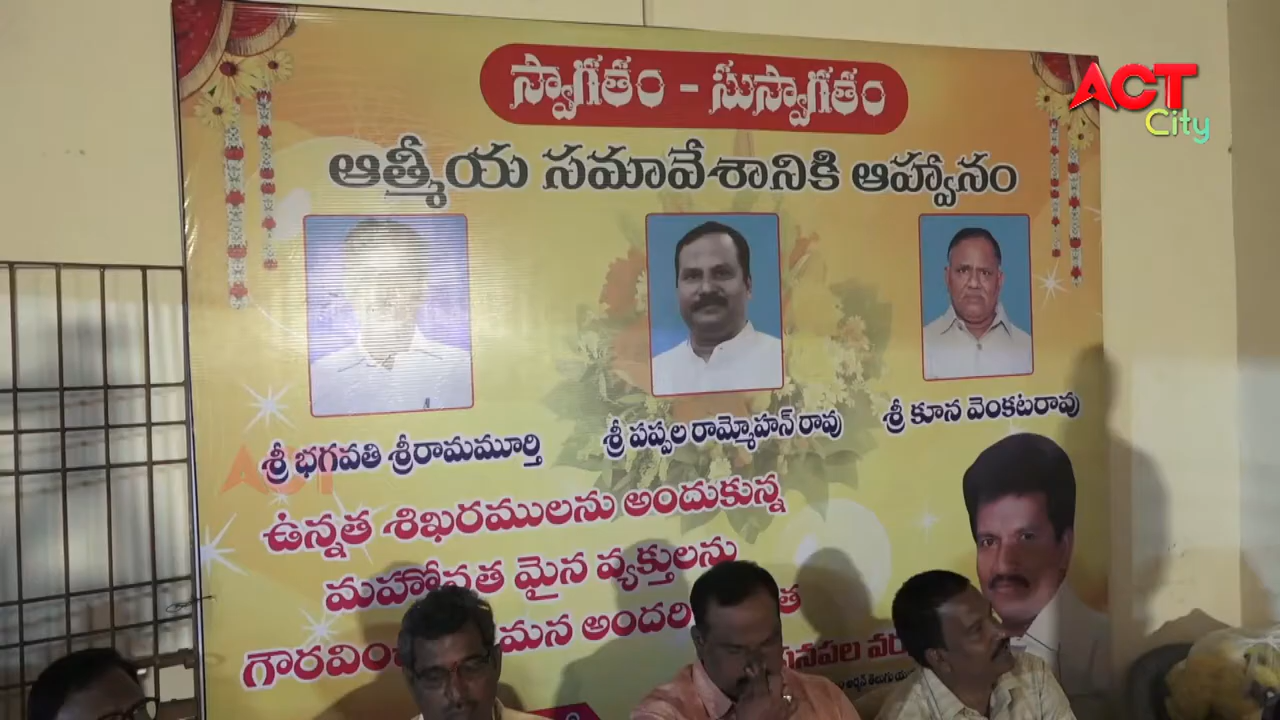 స్వాగతం - సుస్వాగతం
ACT
City
ఆత్మీయ సమావేశానికి ఆహ్వానం
శ్రీ భగవతి శ్రీరామమూర్తి
శ్రీ పప్పల రామ్మోహన్ రావు
శ్రీ కూన వెంకటరావు
ఉన్నత శిఖరములను అందుకున్న
మహోన్నత మైన వ్యక్తులను
మన అందరి